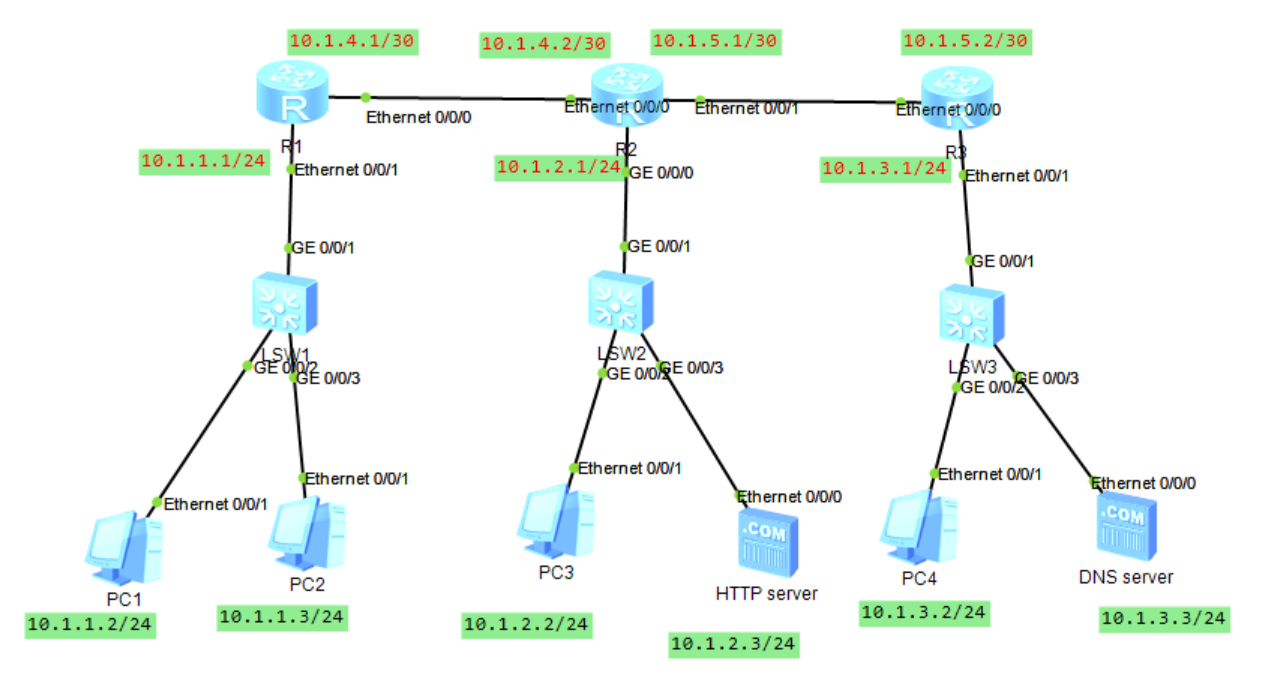 10.1.4.1/30
10.1.4.2/30
10.1.5.1/30
10.1.5.2/30
R
R
R
Ethernet 0/0/0
Ethernet 0/0/0
Ethernet 0/0/1
Ethernet 0/0/0
R1
R2
R3
10.1.1.1/24
Ethernet 0/0/1
10.1.2.1/24
GE 0/0/0
10.1.3.1/24
Ethernet 0/0/1
GE 0/0/1
GE 0/0/1
GE 0/0/1
LSW1
LSW2
LSW3
GE 0/0/2
GE 0/0/3
GE 0/0/2
GE 0/0/3
GE 0/0/2
GE 0/0/3
Ethernet 0/0/1
Ethernet 0/0/1
Ethernet 0/0/1
Ethernet 0/0/0
Ethernet 0/0/1
Ethernet 0/0/0
.COM
.COM
PC1
PC2
PC3
HTTP server
PC4
DNS server
10.1.1.2/24
10.1.1.3/24
10.1.2.2/24
10.1.2.3/24
10.1.3.2/24
10.1.3.3/24